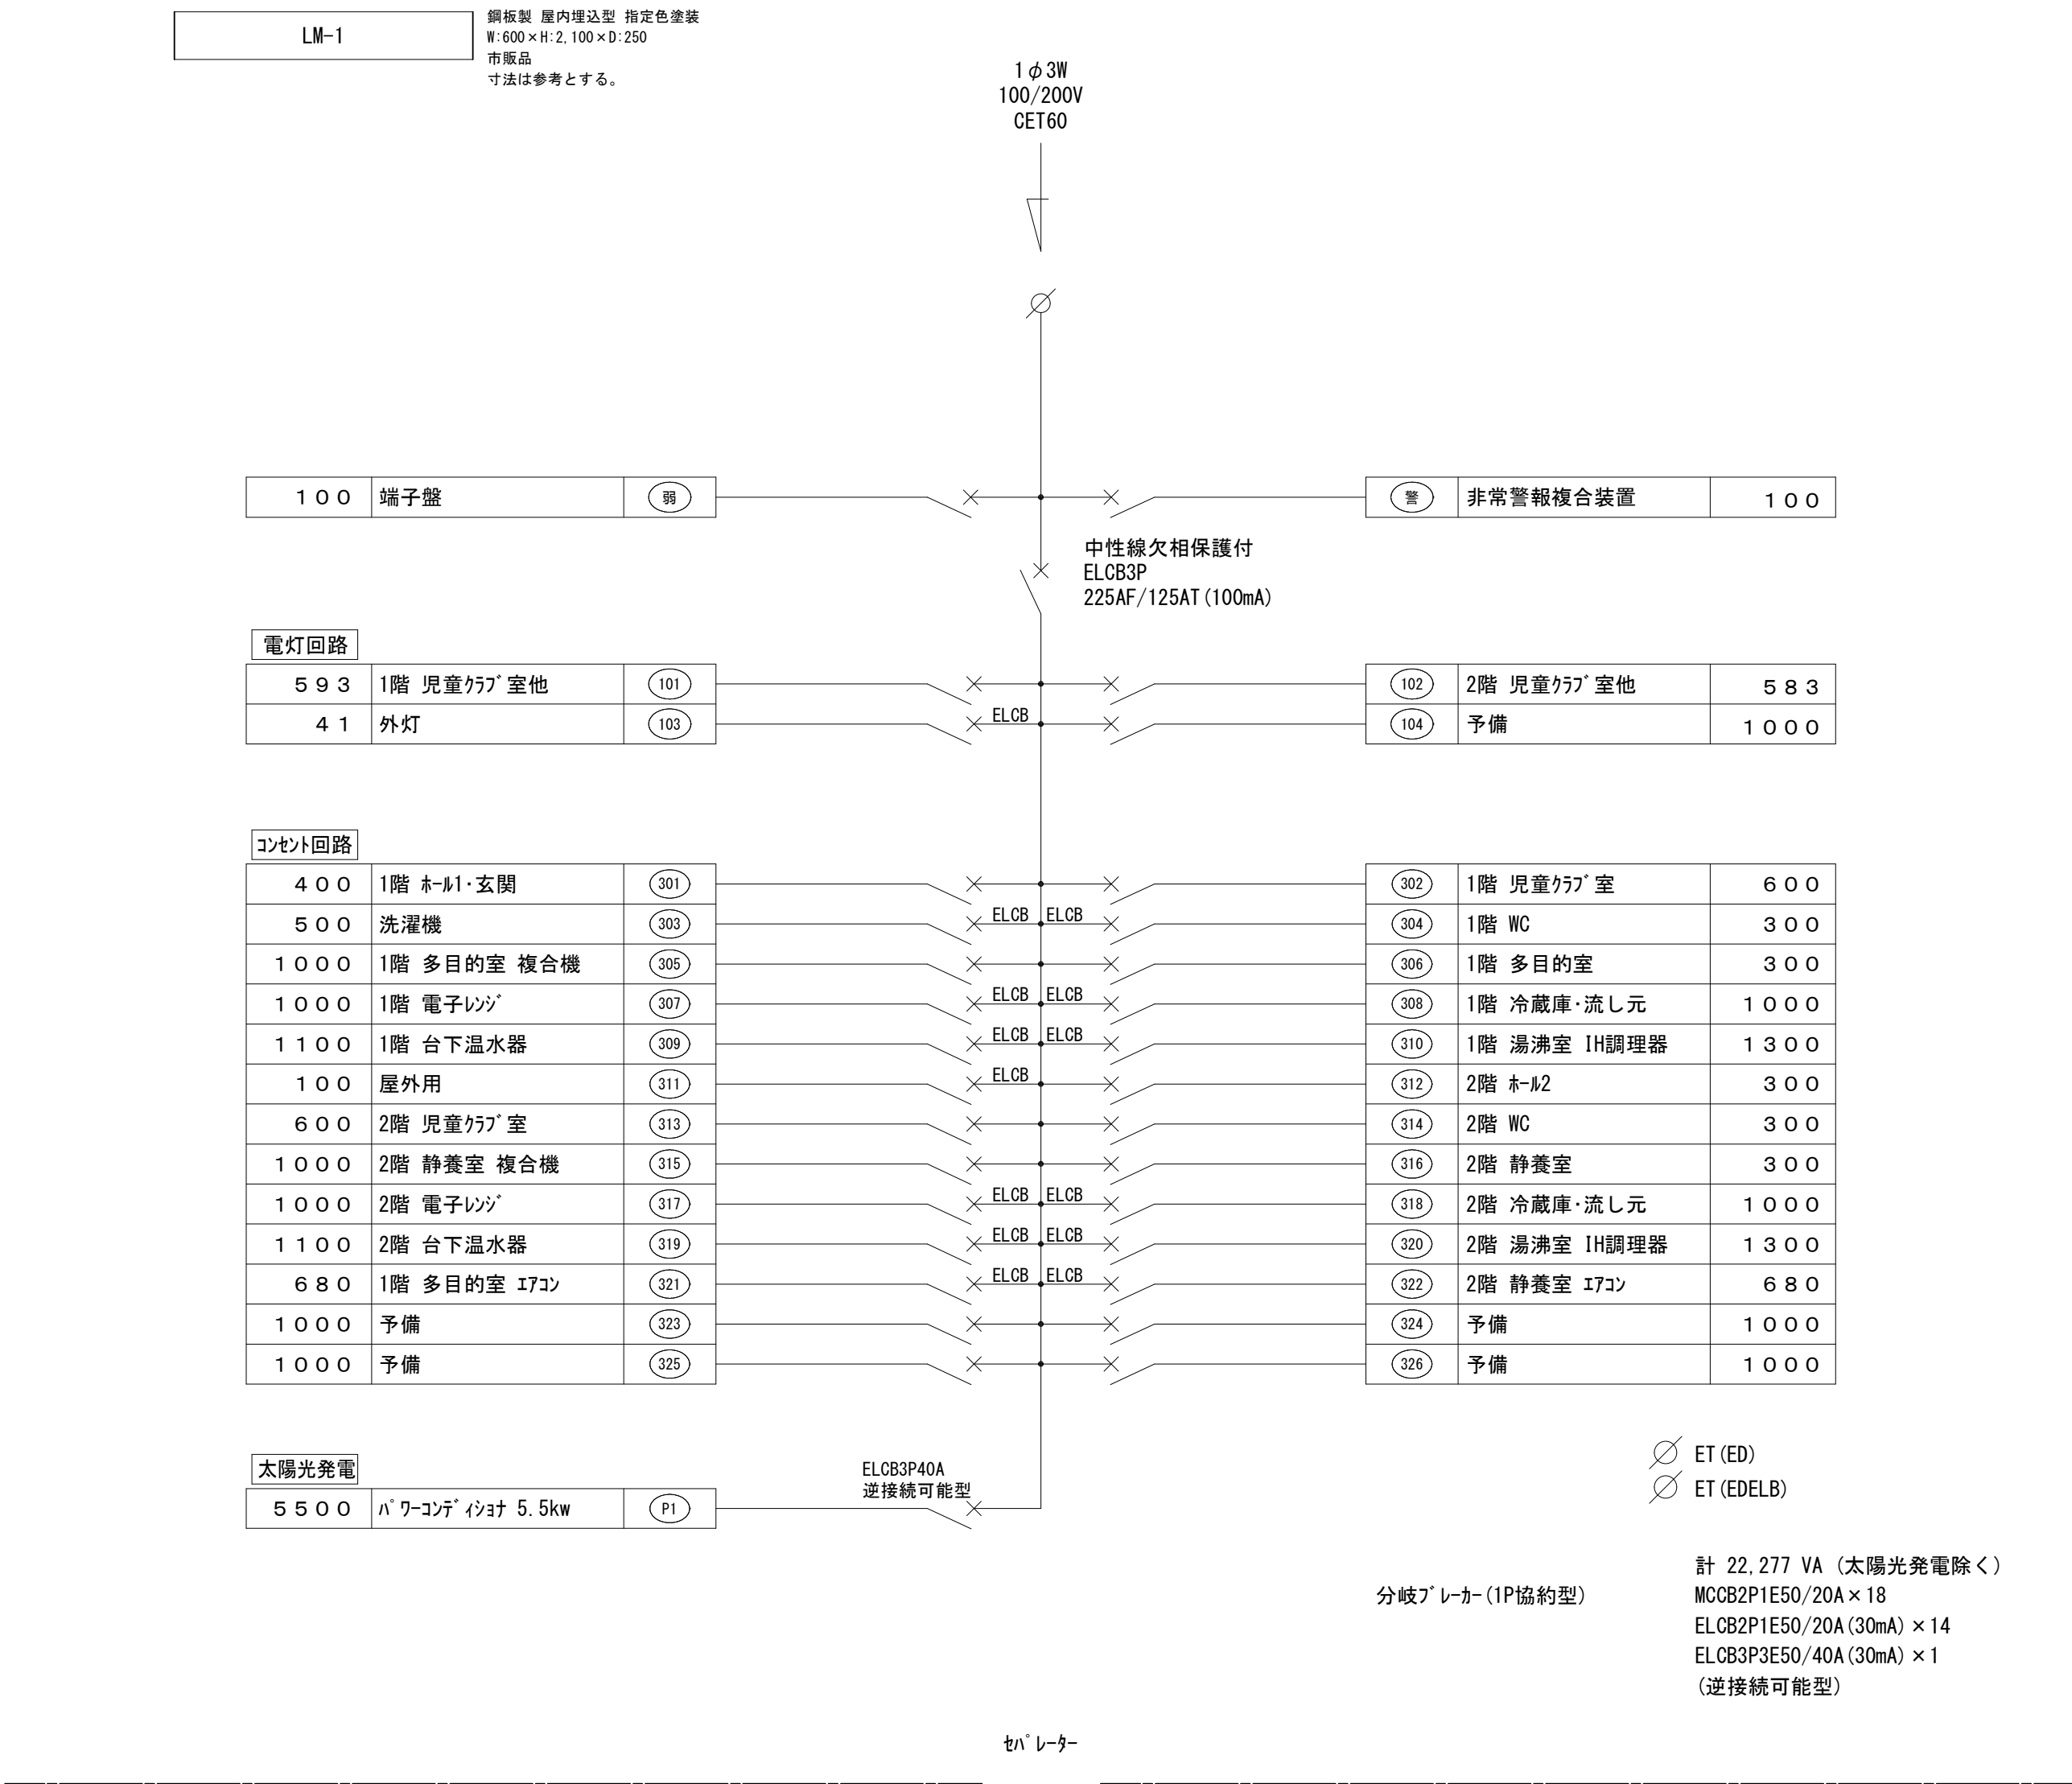 LM-1
鋼板製 屋内埋込型 指定色塗装
W:600×H:2,100×D:250
市販品
寸法は参考とする。
1φ3W
100/200V
CET60
100 端子盤 弱 警 非常警報複合装置 100
中性線欠相保護付
ELCB3P
225AF/125AT(100mA)
電灯回路
593 1階 児童ｸﾗﾌﾞ室他 101 102 2階 児童ｸﾗﾌﾞ室他 583
41 外灯 103 ELCB 104 予備 1000
ｺﾝｾﾝﾄ回路
400 1階 ﾎｰﾙ1･玄関 301 302 1階 児童ｸﾗﾌﾞ室 600
500 洗濯機 303 ELCB ELCB 304 1階 WC 300
1000 1階 多目的室 複合機 305 306 1階 多目的室 300
1000 1階 電子ﾚﾝｼﾞ 307 ELCB ELCB 308 1階 冷蔵庫･流し元 1000
1100 1階 台下温水器 309 ELCB ELCB 310 1階 湯沸室 IH調理器 1300
100 屋外用 311 ELCB 312 2階 ﾎｰﾙ2 300
600 2階 児童ｸﾗﾌﾞ室 313 314 2階 WC 300
1000 2階 静養室 複合機 315 316 2階 静養室 300
1000 2階 電子ﾚﾝｼﾞ 317 ELCB ELCB 318 2階 冷蔵庫･流し元 1000
1100 2階 台下温水器 319 ELCB ELCB 320 2階 湯沸室 IH調理器 1300
680 1階 多目的室 ｴｱｺﾝ 321 ELCB ELCB 322 2階 静養室 ｴｱｺﾝ 680
1000 予備 323 324 予備 1000
1000 予備 325 326 予備 1000
太陽光発電
ELCB3P40A
逆接続可能型
5500 ﾊﾟﾜｰｺﾝﾃﾞｨｼｮﾅ 5.5kw P1
ET(ED)
ET(EDELB)
計 22,277 VA (太陽光発電除く)
分岐ﾌﾞﾚｰｶｰ(1P協約型)
MCCB2P1E50/20A×18
ELCB2P1E50/20A(30mA)×14
ELCB3P3E50/40A(30mA)×1
(逆接続可能型)
ｾﾊﾟﾚｰﾀｰ